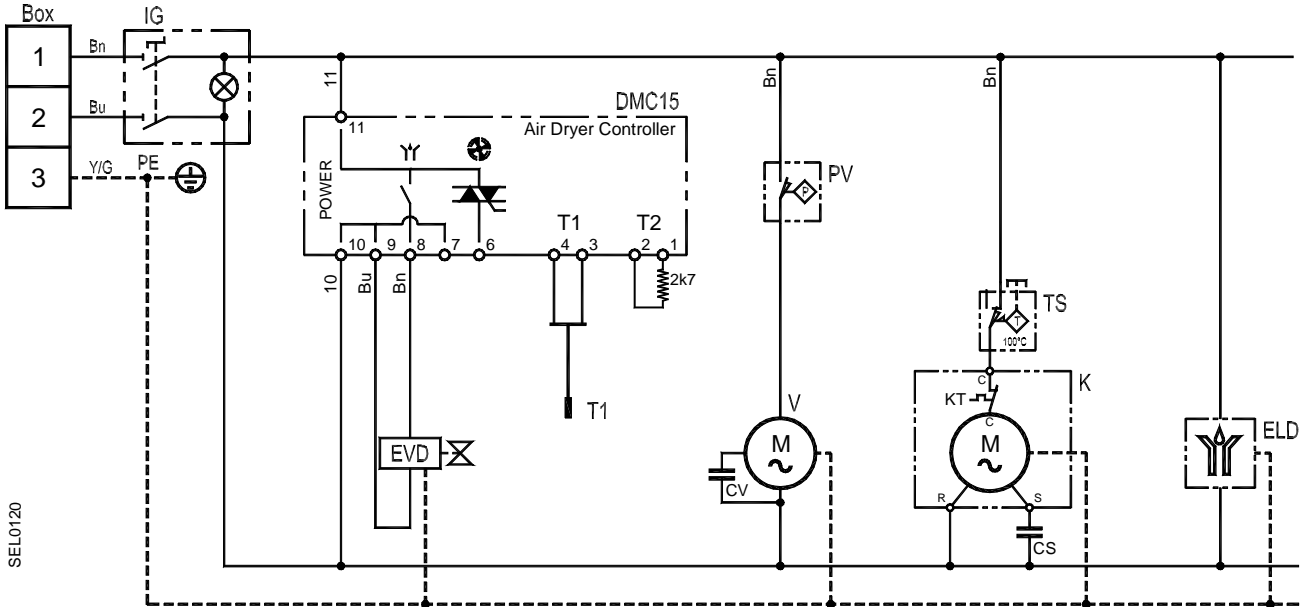 Box
IG
1
Bn
2
Bu
3
Y/G
PE
11
DMC15
11
Air Dryer Controller
POWER
T1
T2
10
9
8
7
6
4
3
2
1
10
Bu
Bn
2k7
T1
EVD
Bn
PV
P
V
M
CV
Bn
TS
T
100°C
C
K
KT
C
M
R
S
CS
ELD
SEL0120